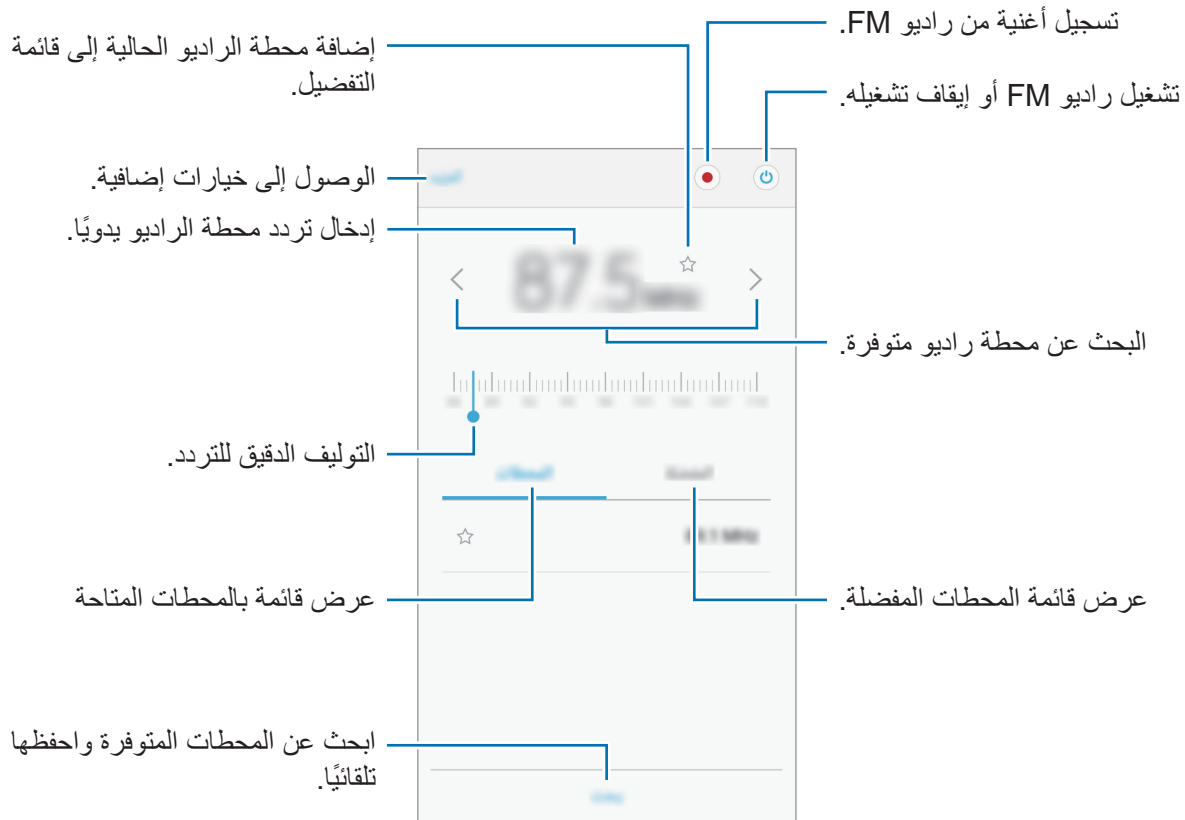 تسجيل أغنية من راديو FM.
إضافة محطة الراديو الحالية إلى قائمة
التفضيل.
تشغيل راديو FM أو إيقاف تشغيله.
الوصول إلى خيارات إضافية.
إدخال تردد محطة الراديو يدويًا.
87.5 MHz
البحث عن محطة راديو متوفرة.
التوليف الدقيق للتردد.
المحطات
عرض قائمة بالمحطات المتاحة
عرض قائمة المحطات المفضلة.
ابحث عن المحطات المتوفرة واحفظها
تلقائيًا.